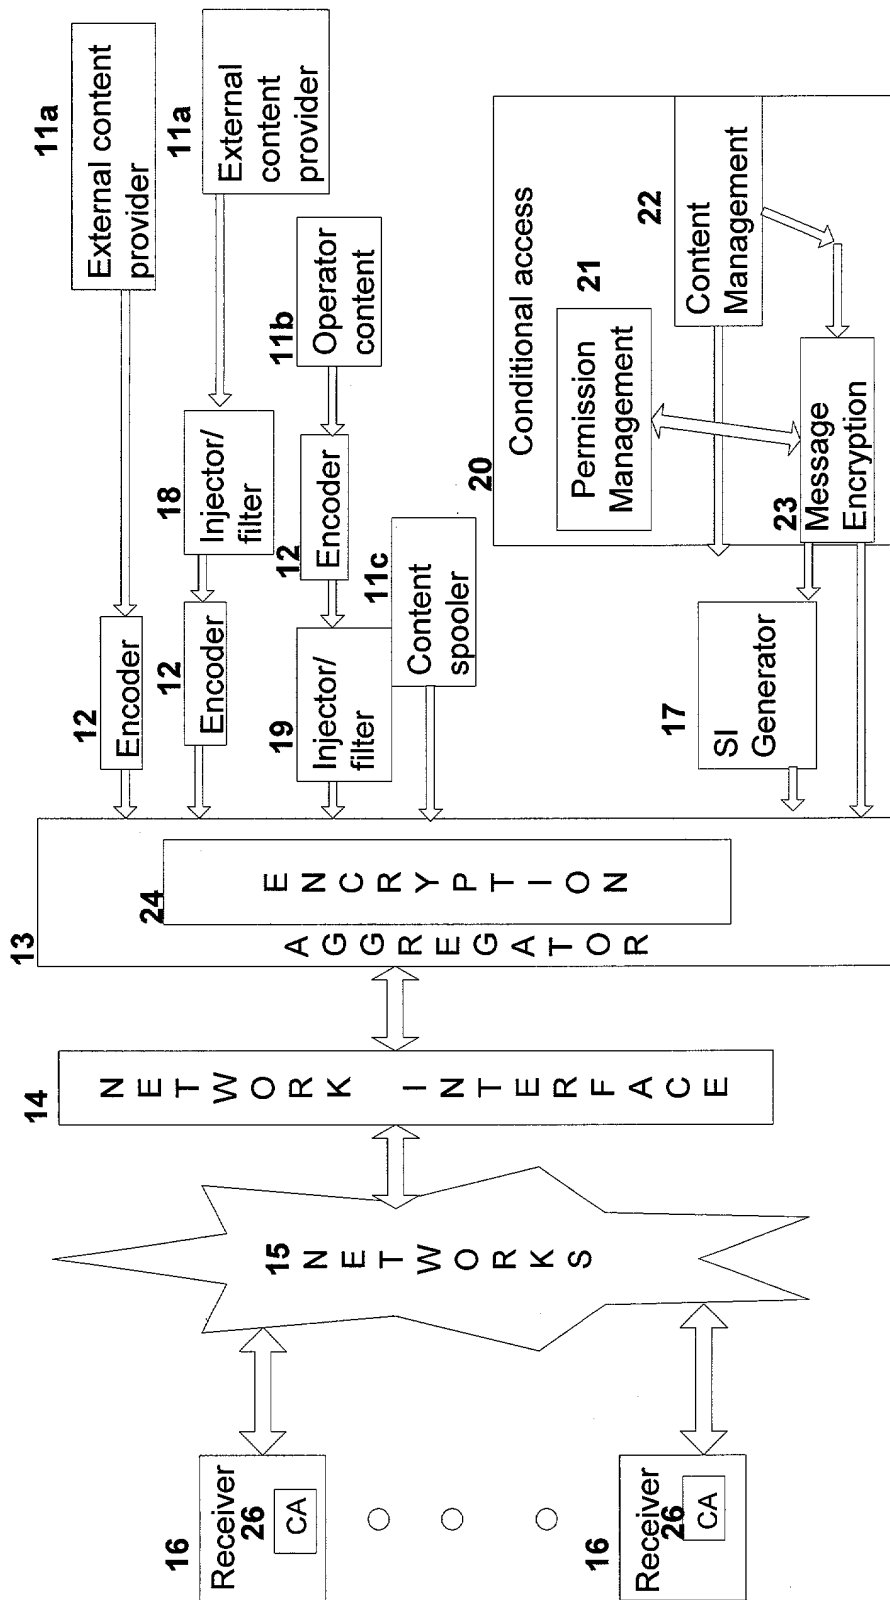 11a
External content
provider
11a
External
content
provider
11b
Operator
content
18
Injector/
filter
12
Encoder
12
Encoder
12
Encoder
19
Injector/
filter
11c
Content
spooler
20
Conditional access
21
Permission
Management
22
Content
Management
23
Message
Encryption
17
SI
Generator
13
AGGREGATOR
24
ENCRYPTION
14
NETWORK INTERFACE
15
NETWORKS
16
Receiver
26
CA
16
Receiver
26
CA